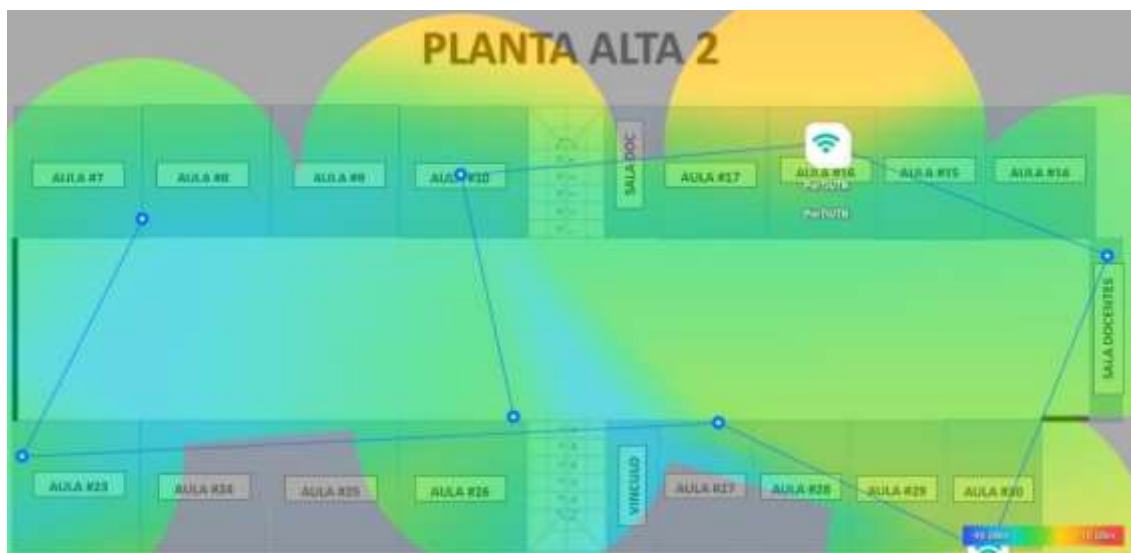 PLANTA ALTA 2
AULA #7
AULA #8
AULA #9
AULA #10
SALA DOC
AULA #17
AULA #16
AULA #15
AULA #14
SALA DOCENTES
AULA #23
AULA #25
AULA #26
VINCULO
AULA #27
AULA #28
AULA #29
AULA #30